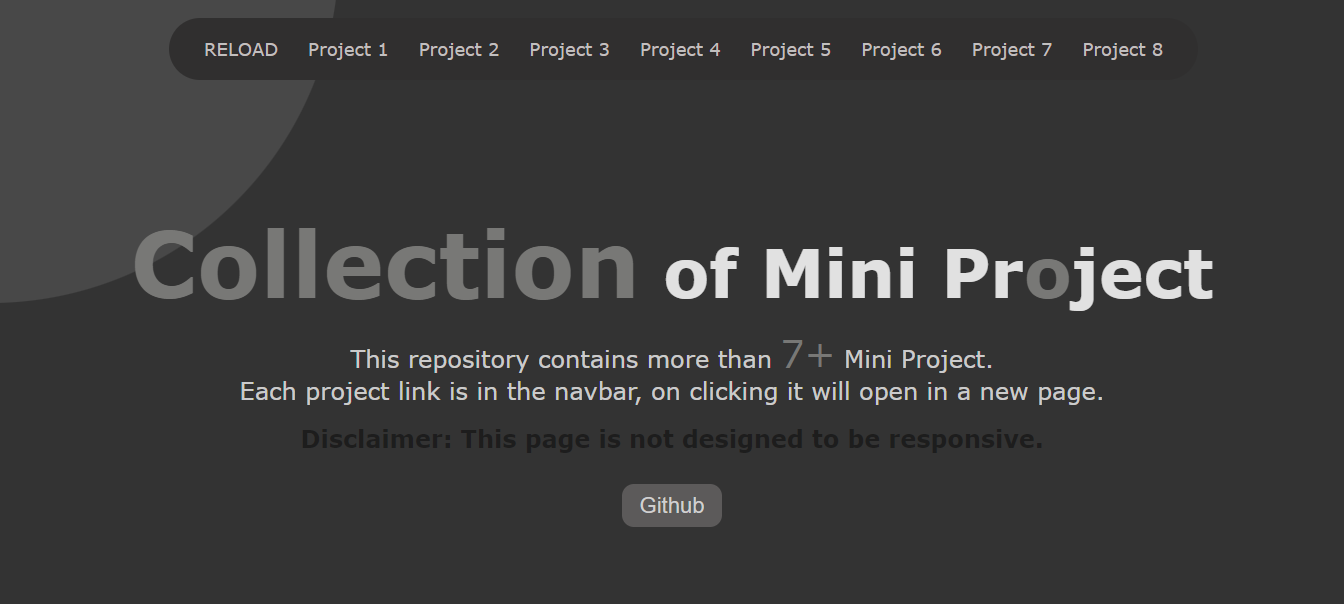 RELOAD Project 1 Project 2 Project 3 Project 4 Project 5 Project 6 Project 7 Project 8
Collection of Mini Project
This repository contains more than 7+ Mini Project.
Each project link is in the navbar, on clicking it will open in a new page.
Disclaimer: This page is not designed to be responsive.
Github